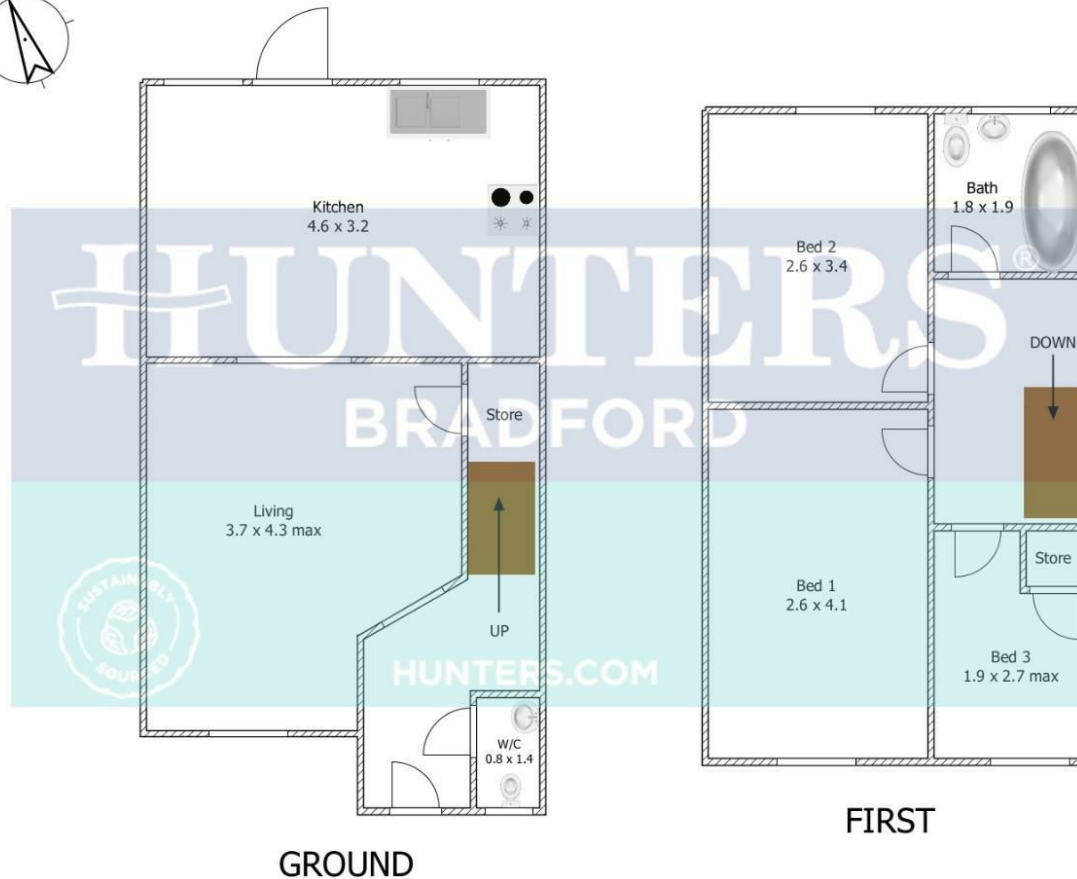 Kitchen
4.6 x 3.2
Store
Living
3.7 x 4.3 max
UP
W/C
0.8 x 1.4
GROUND
Bath
1.8 x 1.9
Bed 2
2.6 x 3.4
DOWN
Bed 1
2.6 x 4.1
Store
Bed 3
1.9 x 2.7 max
FIRST
HUNTERS®
BRADFORD
SUSTAINABLY
SOURCED
HUNTERS.COM